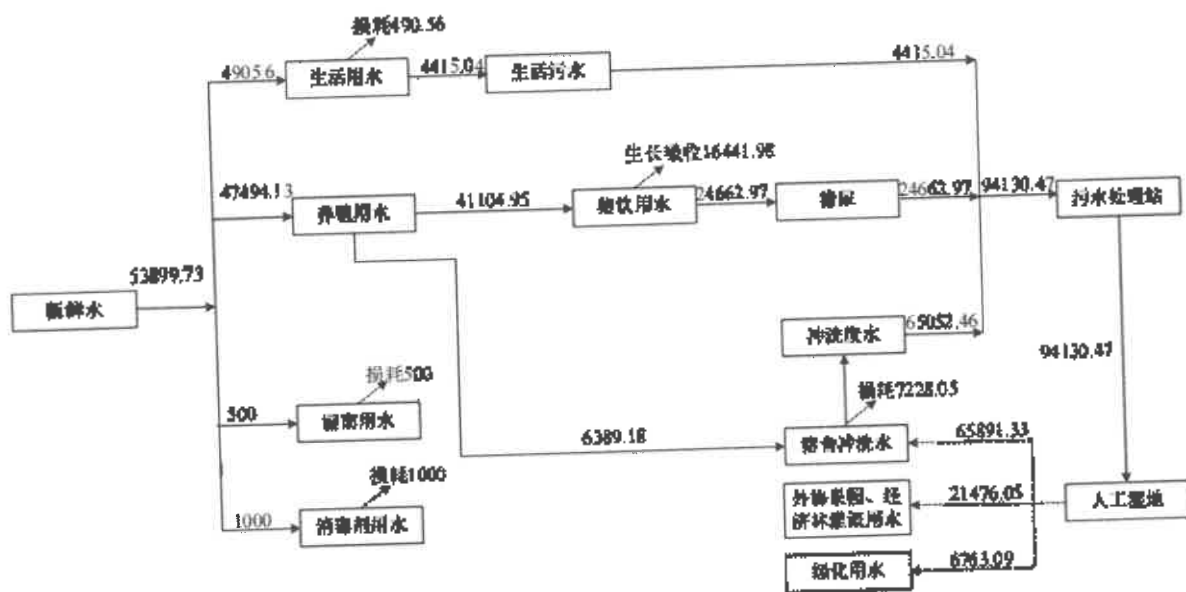 损耗490.56
4905.6
生活用水
4415.04
生活污水
4415.04
生长吸收16441.98
47494.13
养殖用水
41104.95
猪饮用水
24662.97
猪尿
24662.97
94130.47
污水处理站
53899.73
新鲜水
冲洗废水
65052.46
94130.47
损耗500
500
损耗7228.05
6389.18
猪舍冲洗水
65891.33
损耗1000
1000
消毒剂用水
外协果园、经
济林灌溉用水
21476.05
人工湿地
绿化用水
6763.09